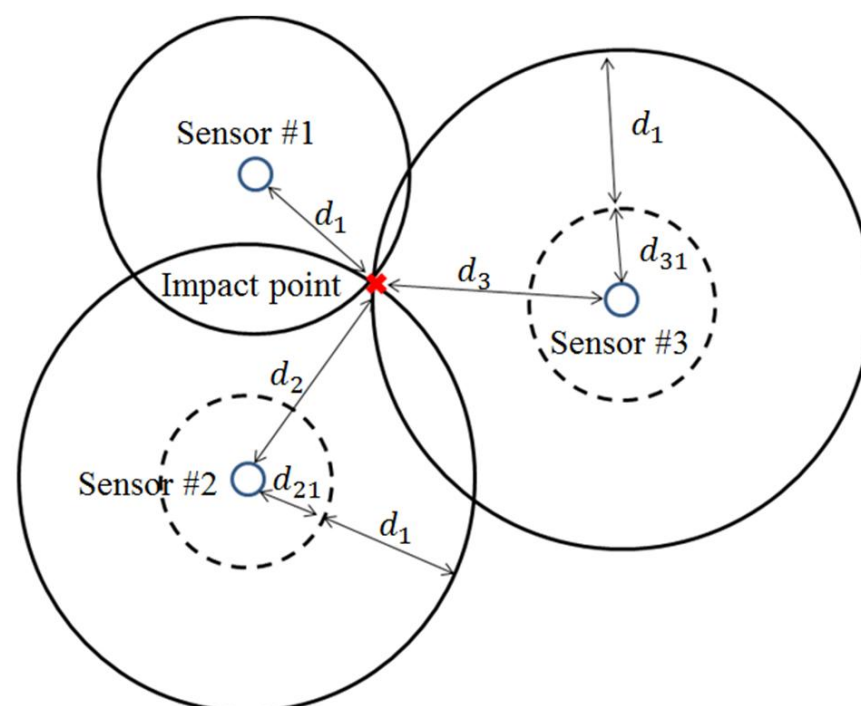 Sensor #1
d₁
d₁
d₃₁
Impact point
d₃
Sensor #3
d₂
Sensor #2
d₂₁
d₁